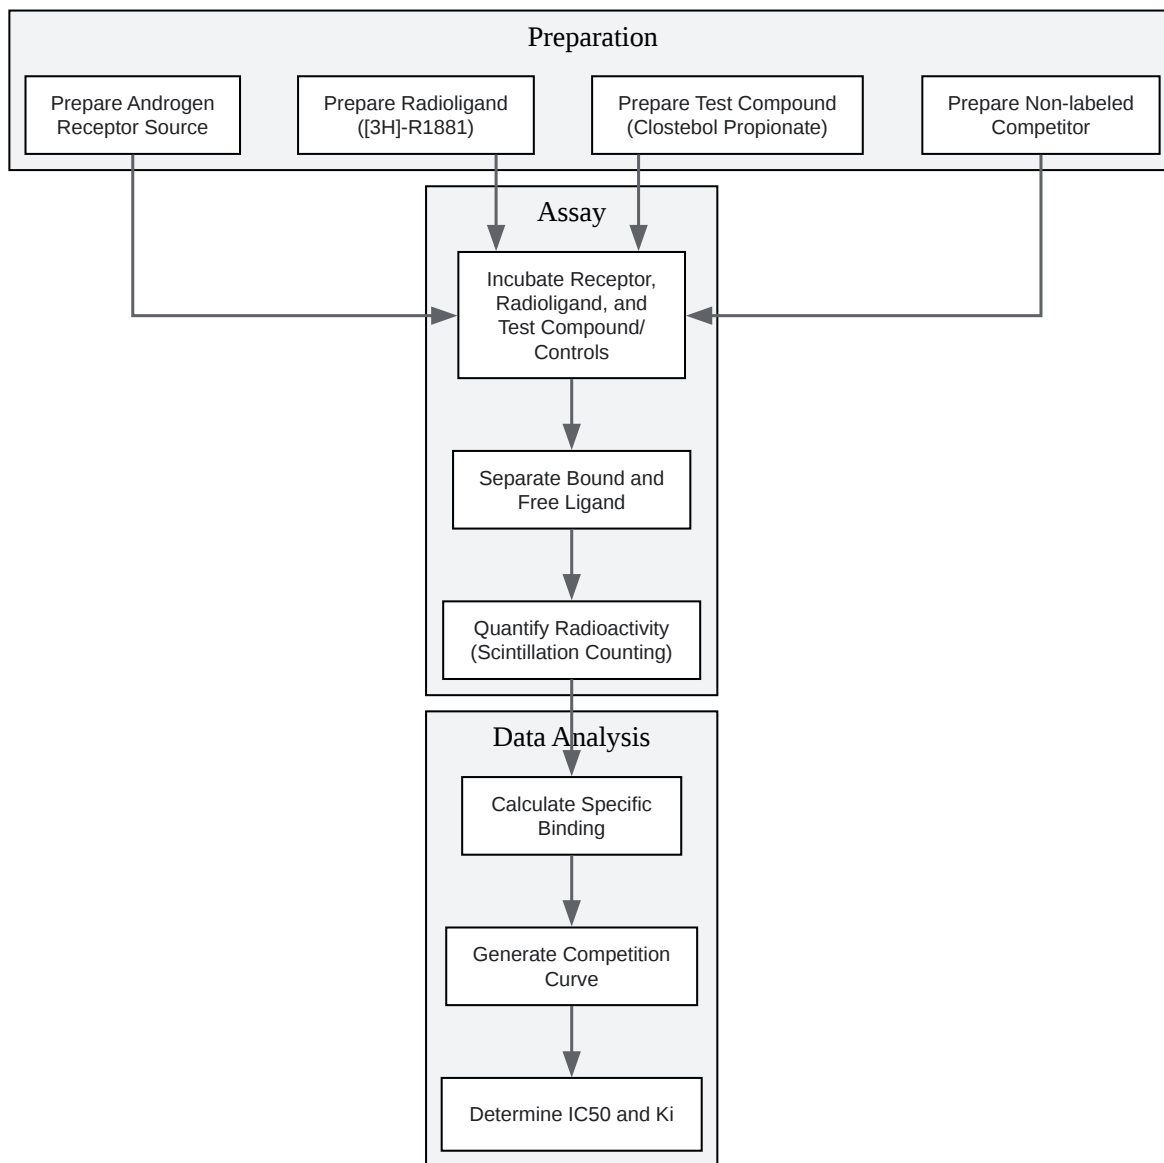 Preparation
Prepare Androgen
Receptor Source
Prepare Radioligand
([3H]-R1881)
Prepare Test Compound
(Clostebol Propionate)
Prepare Non-labeled
Competitor
Assay
Incubate Receptor,
Radioligand, and
Test Compound/
Controls
Separate Bound and
Free Ligand
Quantify Radioactivity
(Scintillation Counting)
Data Analysis
Calculate Specific
Binding
Generate Competition
Curve
Determine IC50 and Ki